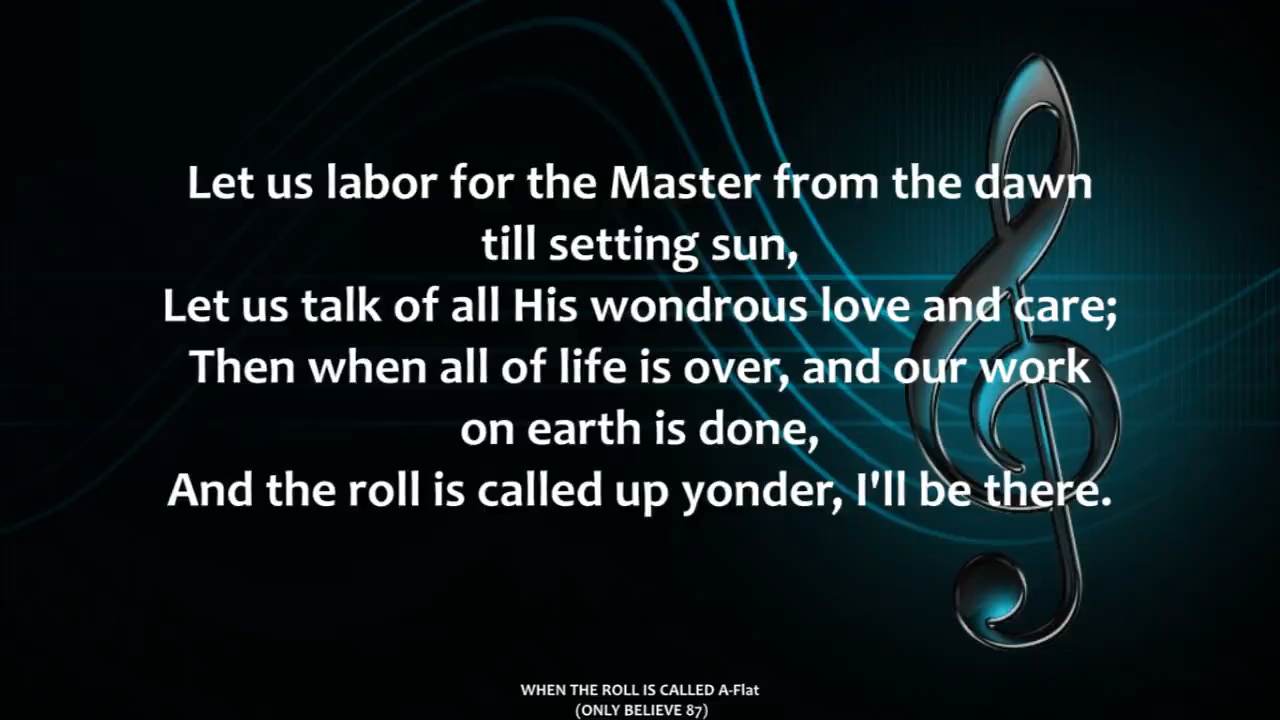 Let us labor for the Master from the dawn
till setting sun,
Let us talk of all His wondrous love and care;
Then when all of life is over, and our work
on earth is done,
And the roll is called up yonder, I'll be there.
WHEN THE ROLL IS CALLED A-Flat
(ONLY BELIEVE 87)